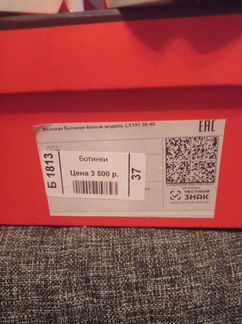 Женская Ботинки Белый модель LX191 36-40
EAC
Б 1813
Ботинки
Цена 3 500 р.
37
ЧЕСТНЫЙ
ЗНАК